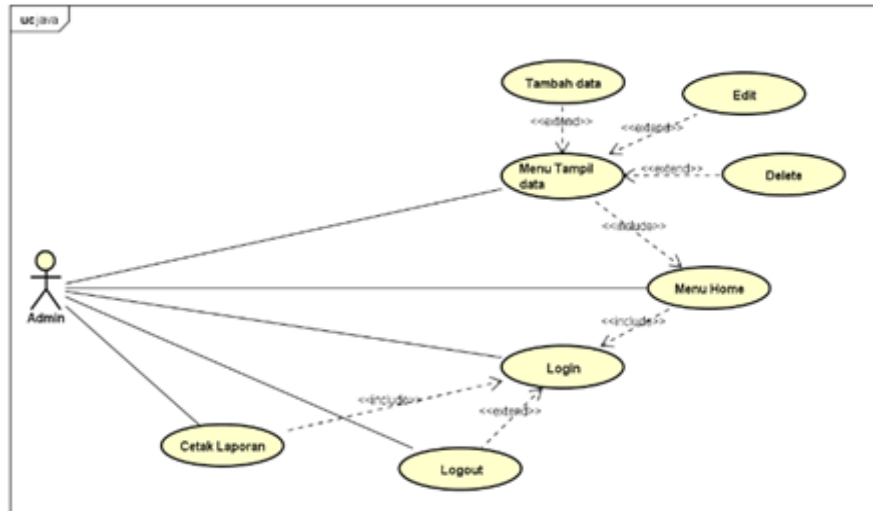 uc java
Tambah data
Edit
<<extend>>
<<extend>>
Menu Tampil
data
<<extend>>
Delete
<<include>>
Admin
Menu Home
<<include>>
Login
<<include>>
<<extend>>
Cetak Laporan
Logout